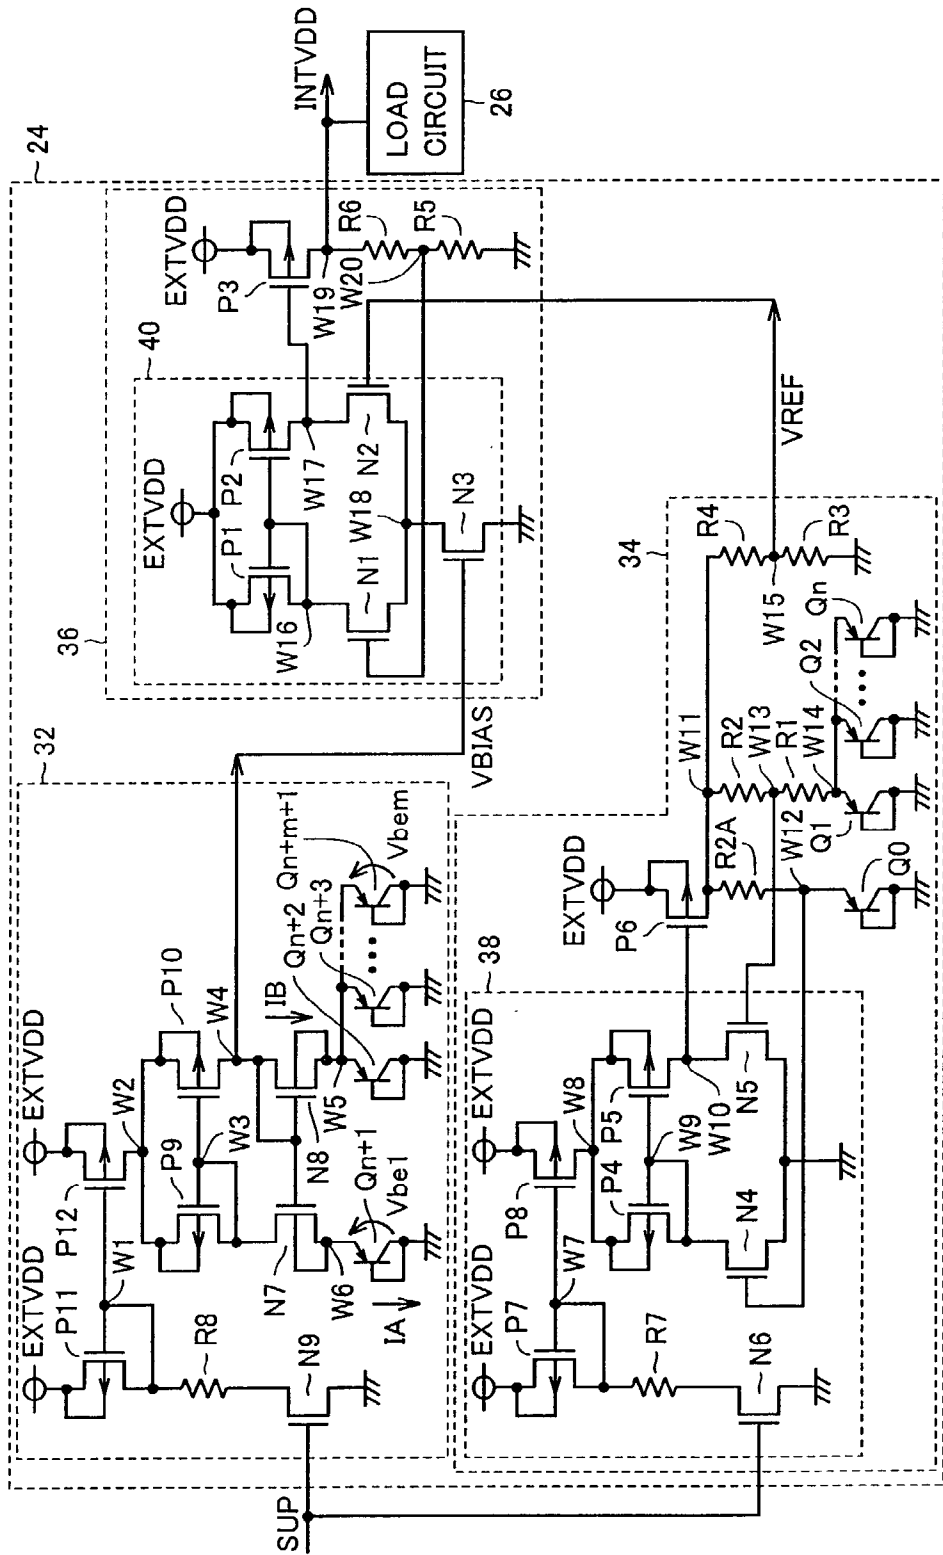 24
36
40
EXTVDD
EXTVDD
P3
INTVDD
LOAD
CIRCUIT
26
P1
P2
W16
W17
W19
W20
R6
R5
N1
W18
N2
N3
VBIAS
VREF
32
EXTVDD
EXTVDD
P11
P12
W1
W2
P9
P10
W3
W4
R8
N9
N7
N8
IB
W5
W6
Qn+1
Vbe1
IA
Qn+2
Qn+3
Qn+m+1
Vbem
SUP
34
38
EXTVDD
EXTVDD
P7
P8
W7
W8
P4
P5
W9
W10
R7
N6
N4
N5
EXTVDD
P6
W11
R2A
R2
W12
W13
R1
W14
Q0
Q1
Q2
Qn
R4
W15
R3